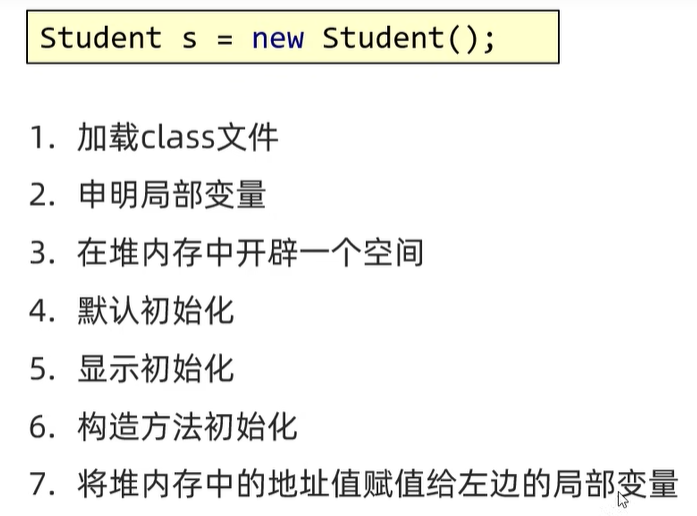 Student s = new Student();
1. 加载class文件
2. 申明局部变量
3. 在堆内存中开辟一个空间
4. 默认初始化
5. 显示初始化
6. 构造方法初始化
7. 将堆内存中的地址值赋值给左边的局部变量